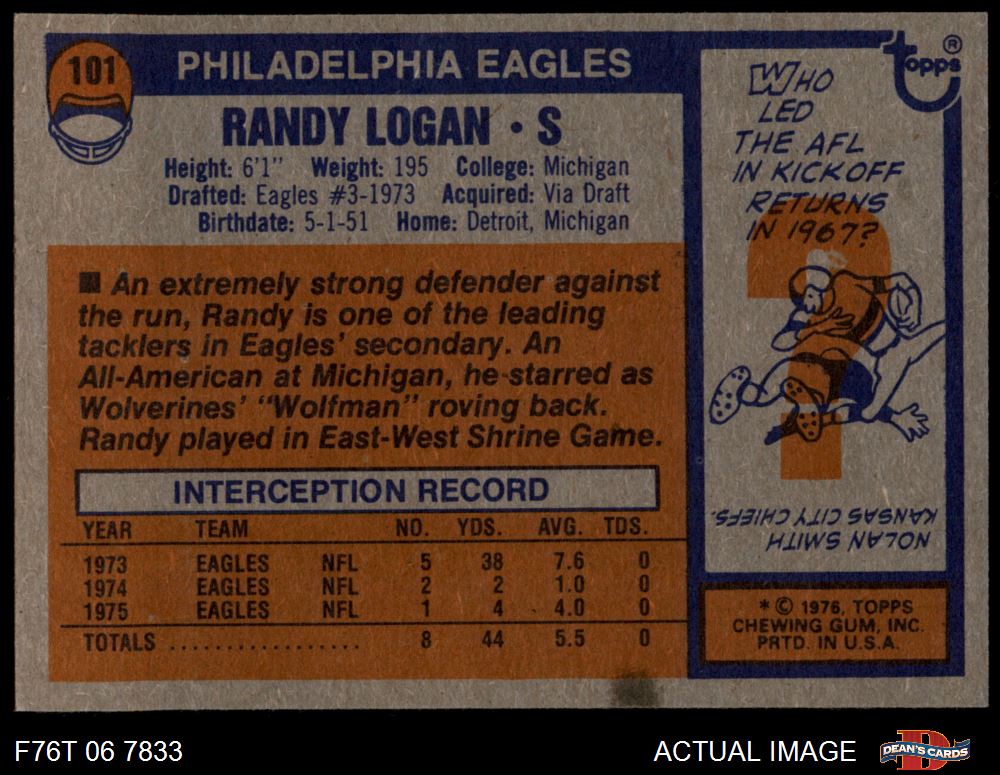 101
PHILADELPHIA EAGLES
RANDY LOGAN • S
Height: 6'1" Weight: 195 College: Michigan
Drafted: Eagles #3-1973 Acquired: Via Draft
Birthdate: 5-1-51 Home: Detroit, Michigan
■ An extremely strong defender against
the run, Randy is one of the leading
tacklers in Eagles' secondary. An
All-American at Michigan, he starred as
Wolverines' "Wolfman" roving back.
Randy played in East-West Shrine Game.
INTERCEPTION RECORD
YEAR TEAM NO. YDS. AVG. TDS.
1973 EAGLES NFL 5 38 7.6 0
1974 EAGLES NFL 2 2 1.0 0
1975 EAGLES NFL 1 4 4.0 0
TOTALS .................. 8 44 5.5 0
topps ®
WHO
LED
THE AFL
IN KICKOFF
RETURNS
IN 1967?
?
NOLAN SMITH
KANSAS CITY CHIEFS.
* © 1976, TOPPS
CHEWING GUM, INC.
PRTD. IN U.S.A.
F76T 06 7833
ACTUAL IMAGE
D
DEAN'S CARDS